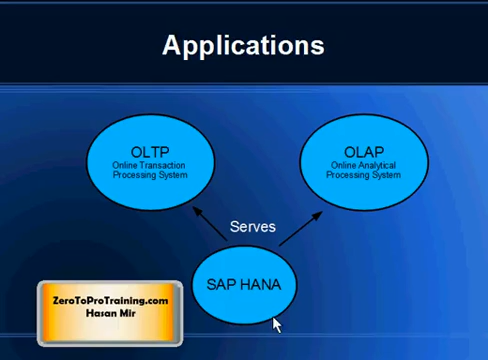 Applications
OLTP
Online Transaction
Processing System
OLAP
Online Analytical
Processing System
Serves
SAP HANA
ZeroToProTraining.com
Hasan Mir